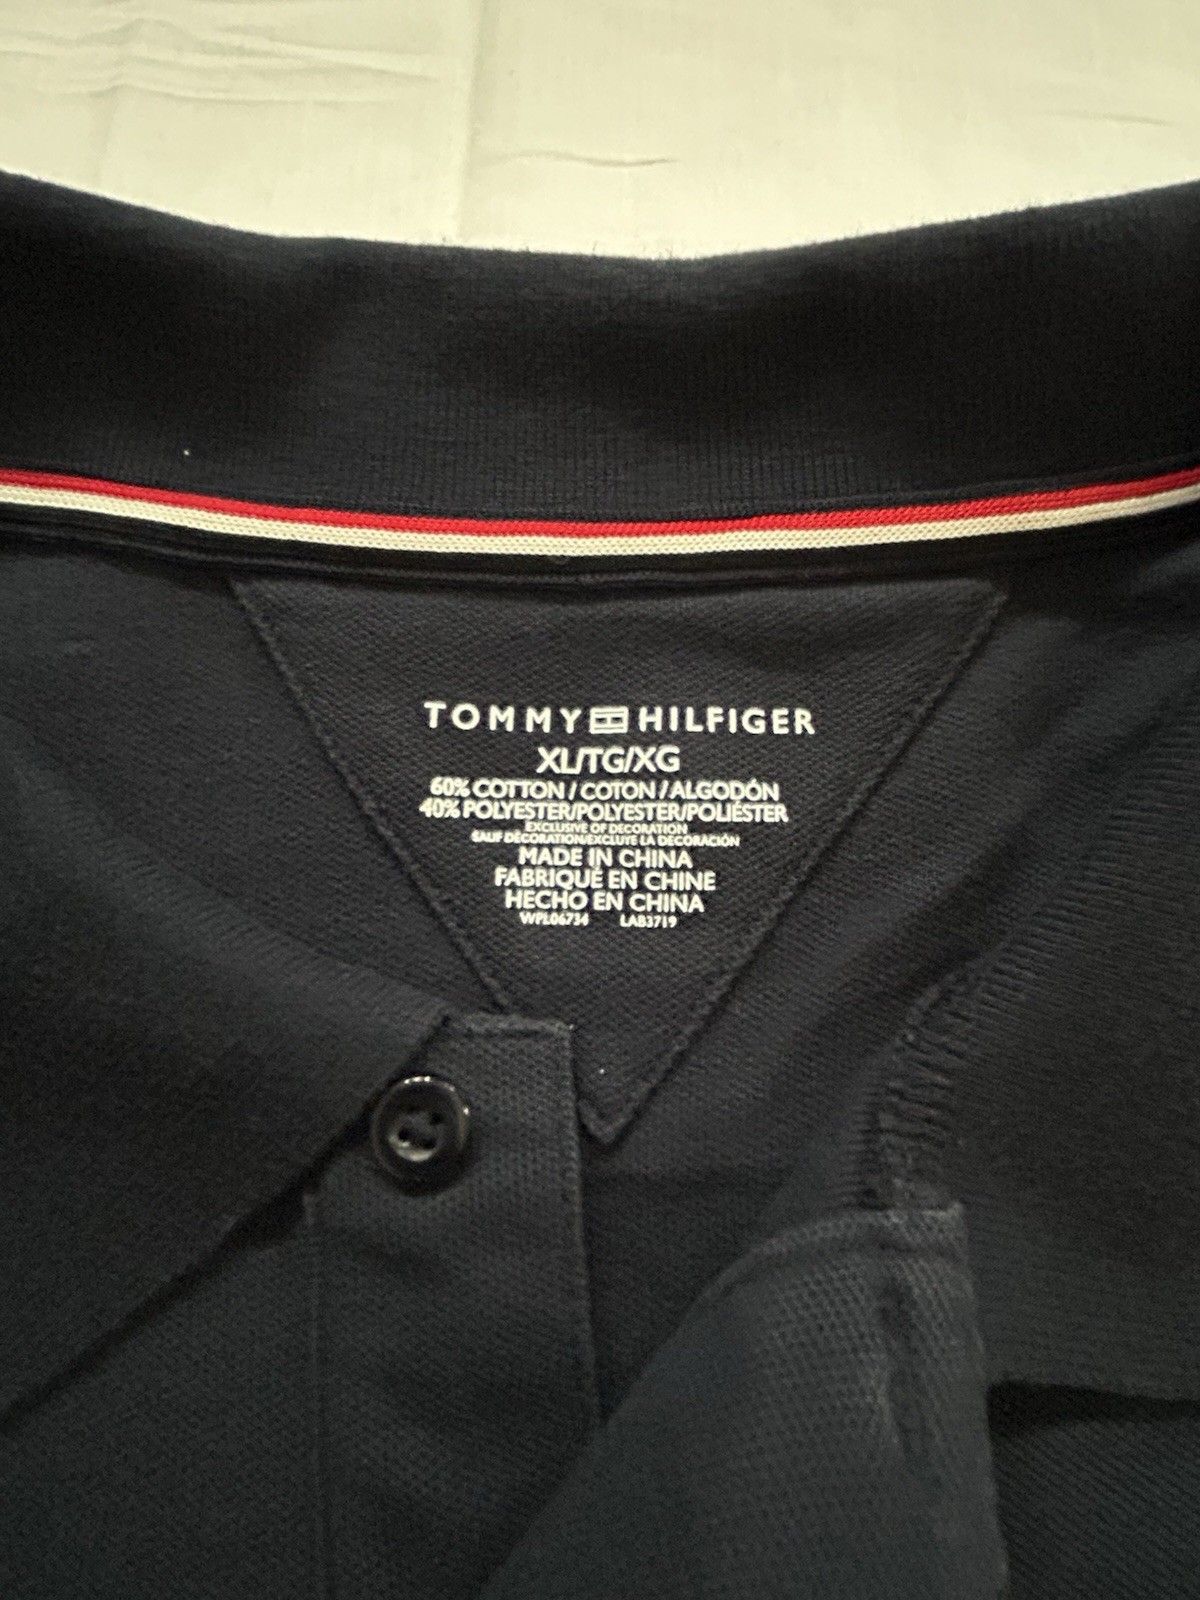 TOMMY HILFIGER
XL/TG/XG
60% COTTON / COTON / ALGODÓN
40% POLYESTER/POLYESTER/POLIÉSTER
EXCLUSIVE OF DECORATION
SAUF DÉCORATION/EXCLUYE LA DECORACIÓN
MADE IN CHINA
FABRIQUÉ EN CHINE
HECHO EN CHINA
WPL06734 LAB3719